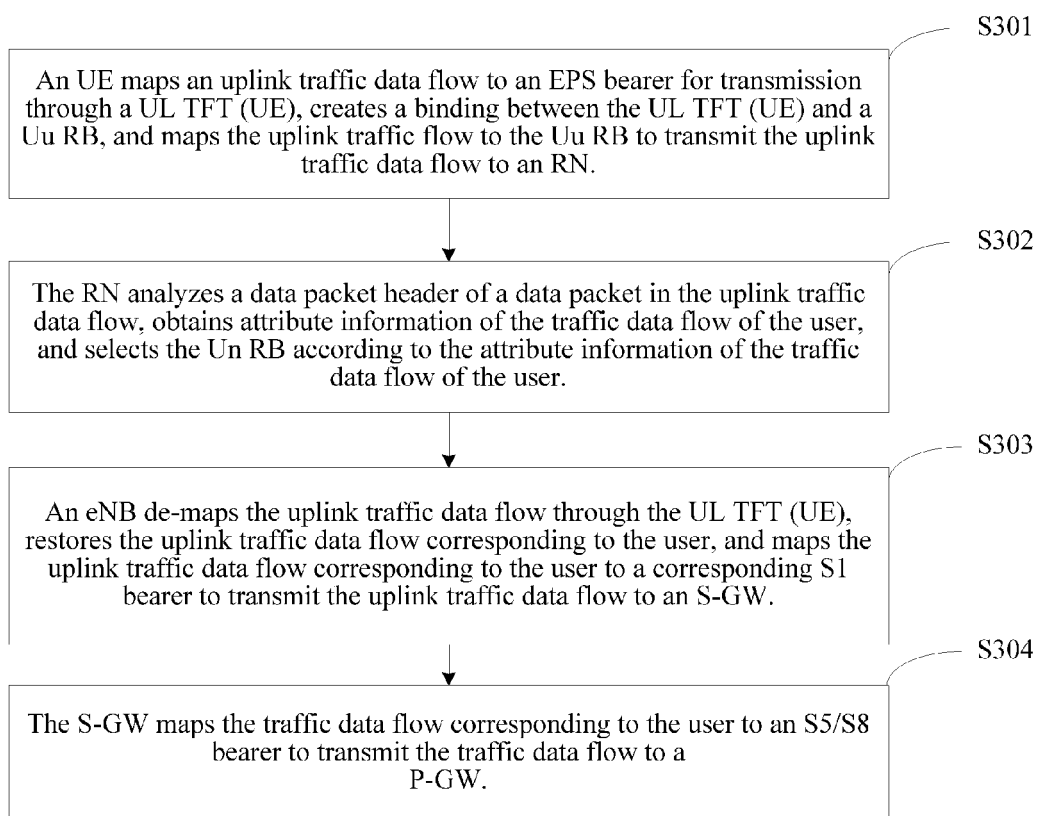 S301
An UE maps an uplink traffic data flow to an EPS bearer for transmission
through a UL TFT (UE), creates a binding between the UL TFT (UE) and a
Uu RB, and maps the uplink traffic flow to the Uu RB to transmit the uplink
traffic data flow to an RN.
S302
The RN analyzes a data packet header of a data packet in the uplink traffic
data flow, obtains attribute information of the traffic data flow of the user,
and selects the Un RB according to the attribute information of the traffic
data flow of the user.
S303
An eNB de-maps the uplink traffic data flow through the UL TFT (UE),
restores the uplink traffic data flow corresponding to the user, and maps the
uplink traffic data flow corresponding to the user to a corresponding S1
bearer to transmit the uplink traffic data flow to an S-GW.
S304
The S-GW maps the traffic data flow corresponding to the user to an S5/S8
bearer to transmit the traffic data flow to a
P-GW.